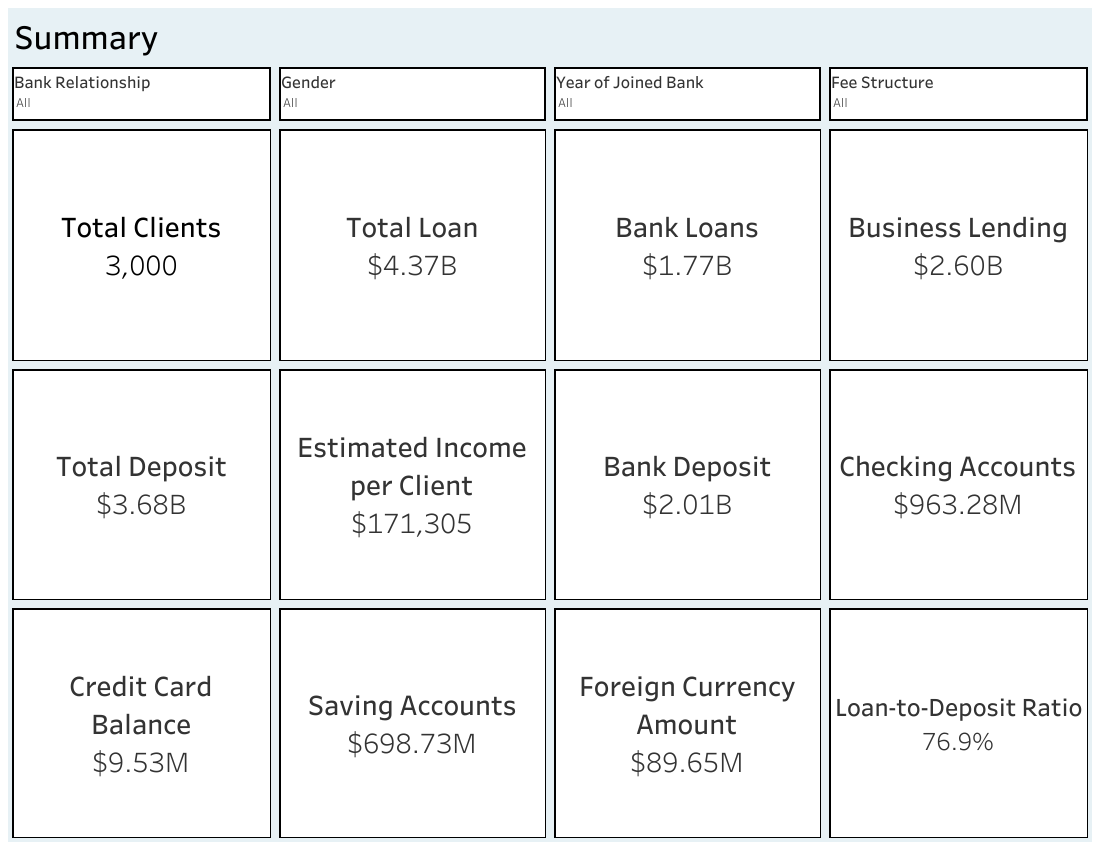 Summary
Bank Relationship
All
Gender
All
Year of Joined Bank
All
Fee Structure
All
Total Clients
3,000
Total Loan
$4.37B
Bank Loans
$1.77B
Business Lending
$2.60B
Total Deposit
$3.68B
Estimated Income
per Client
$171,305
Bank Deposit
$2.01B
Checking Accounts
$963.28M
Credit Card
Balance
$9.53M
Saving Accounts
$698.73M
Foreign Currency
Amount
$89.65M
Loan-to-Deposit Ratio
76.9%